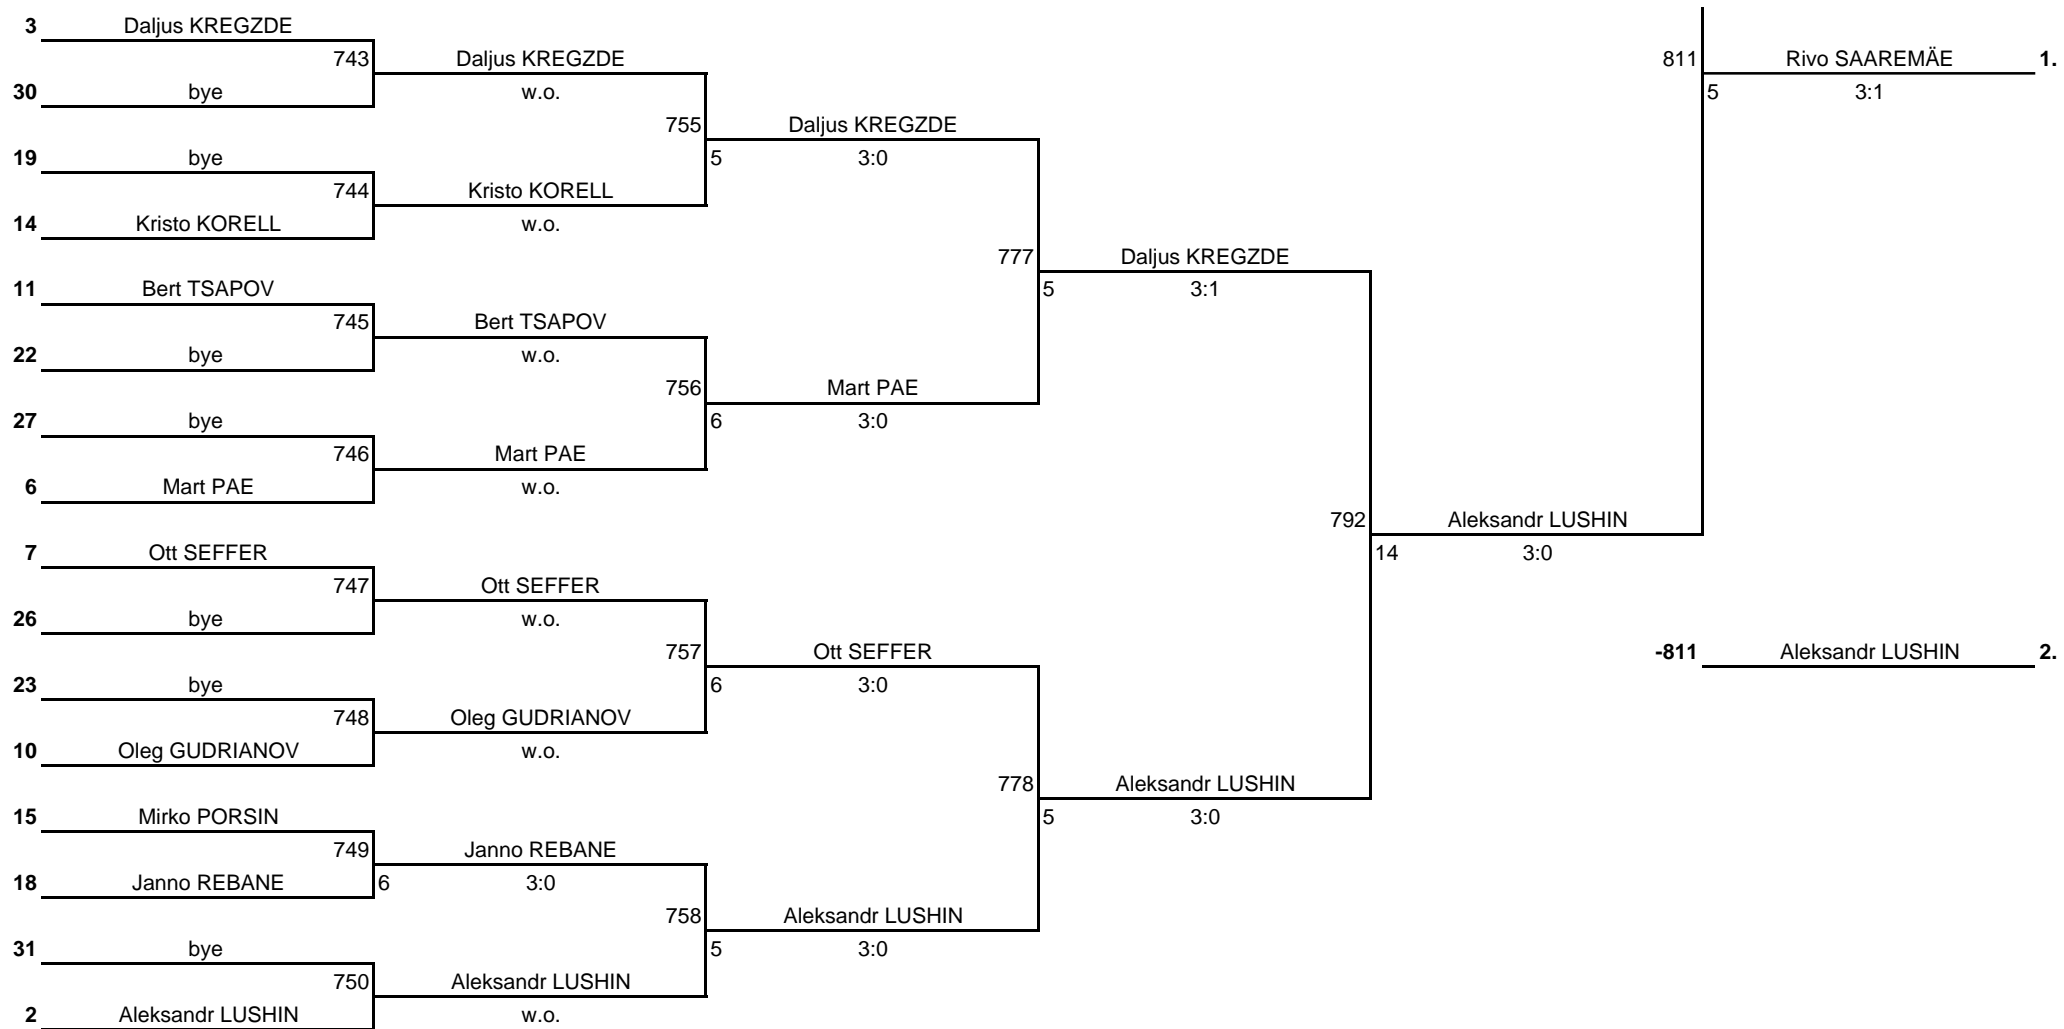 3 Daljus KREGZDE
743 Daljus KREGZDE 811 Rivo SAAREMÄE 1.
30 bye w.o. 5 3:1
755 Daljus KREGZDE
19 bye 5 3:0
744 Kristo KORELL
14 Kristo KORELL w.o.
777 Daljus KREGZDE
11 Bert TSAPOV 5 3:1
745 Bert TSAPOV
22 bye w.o.
756 Mart PAE
27 bye 6 3:0
746 Mart PAE
6 Mart PAE w.o.
792 Aleksandr LUSHIN
7 Ott SEFFER 14 3:0
747 Ott SEFFER
26 bye w.o.
757 Ott SEFFER -811 Aleksandr LUSHIN 2.
23 bye 6 3:0
748 Oleg GUDRIANOV
10 Oleg GUDRIANOV w.o.
778 Aleksandr LUSHIN
15 Mirko PORSIN 5 3:0
749 Janno REBANE
18 Janno REBANE 6 3:0
758 Aleksandr LUSHIN
31 bye 5 3:0
750 Aleksandr LUSHIN
2 Aleksandr LUSHIN w.o.